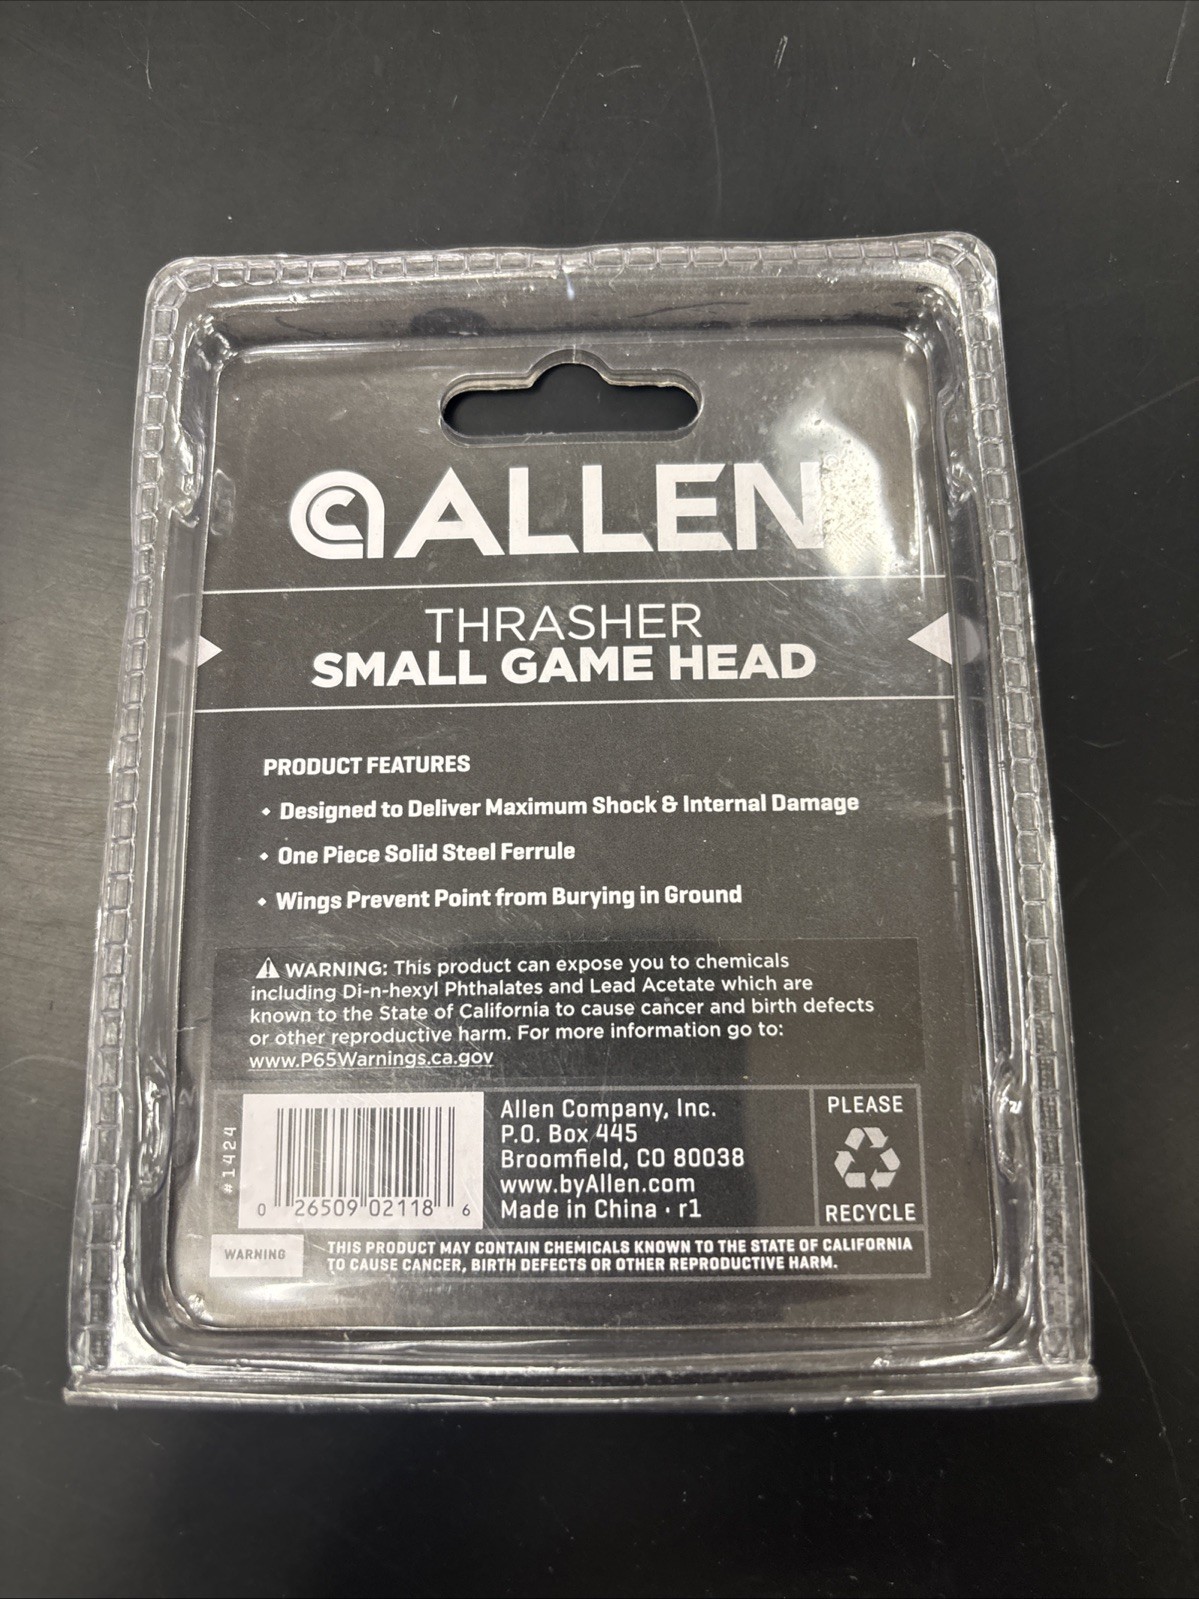 ALLEN
THRASHER
SMALL GAME HEAD
PRODUCT FEATURES
• Designed to Deliver Maximum Shock & Internal Damage
• One Piece Solid Steel Ferrule
• Wings Prevent Point from Burying in Ground
⚠ WARNING: This product can expose you to chemicals
including Di-n-hexyl Phthalates and Lead Acetate which are
known to the State of California to cause cancer and birth defects
or other reproductive harm. For more information go to:
www.P65Warnings.ca.gov
#1424
0 26509 02118 6
Allen Company, Inc.
P.O. Box 445
Broomfield, CO 80038
www.byAllen.com
Made in China • r1
PLEASE
RECYCLE
WARNING
THIS PRODUCT MAY CONTAIN CHEMICALS KNOWN TO THE STATE OF CALIFORNIA
TO CAUSE CANCER, BIRTH DEFECTS OR OTHER REPRODUCTIVE HARM.